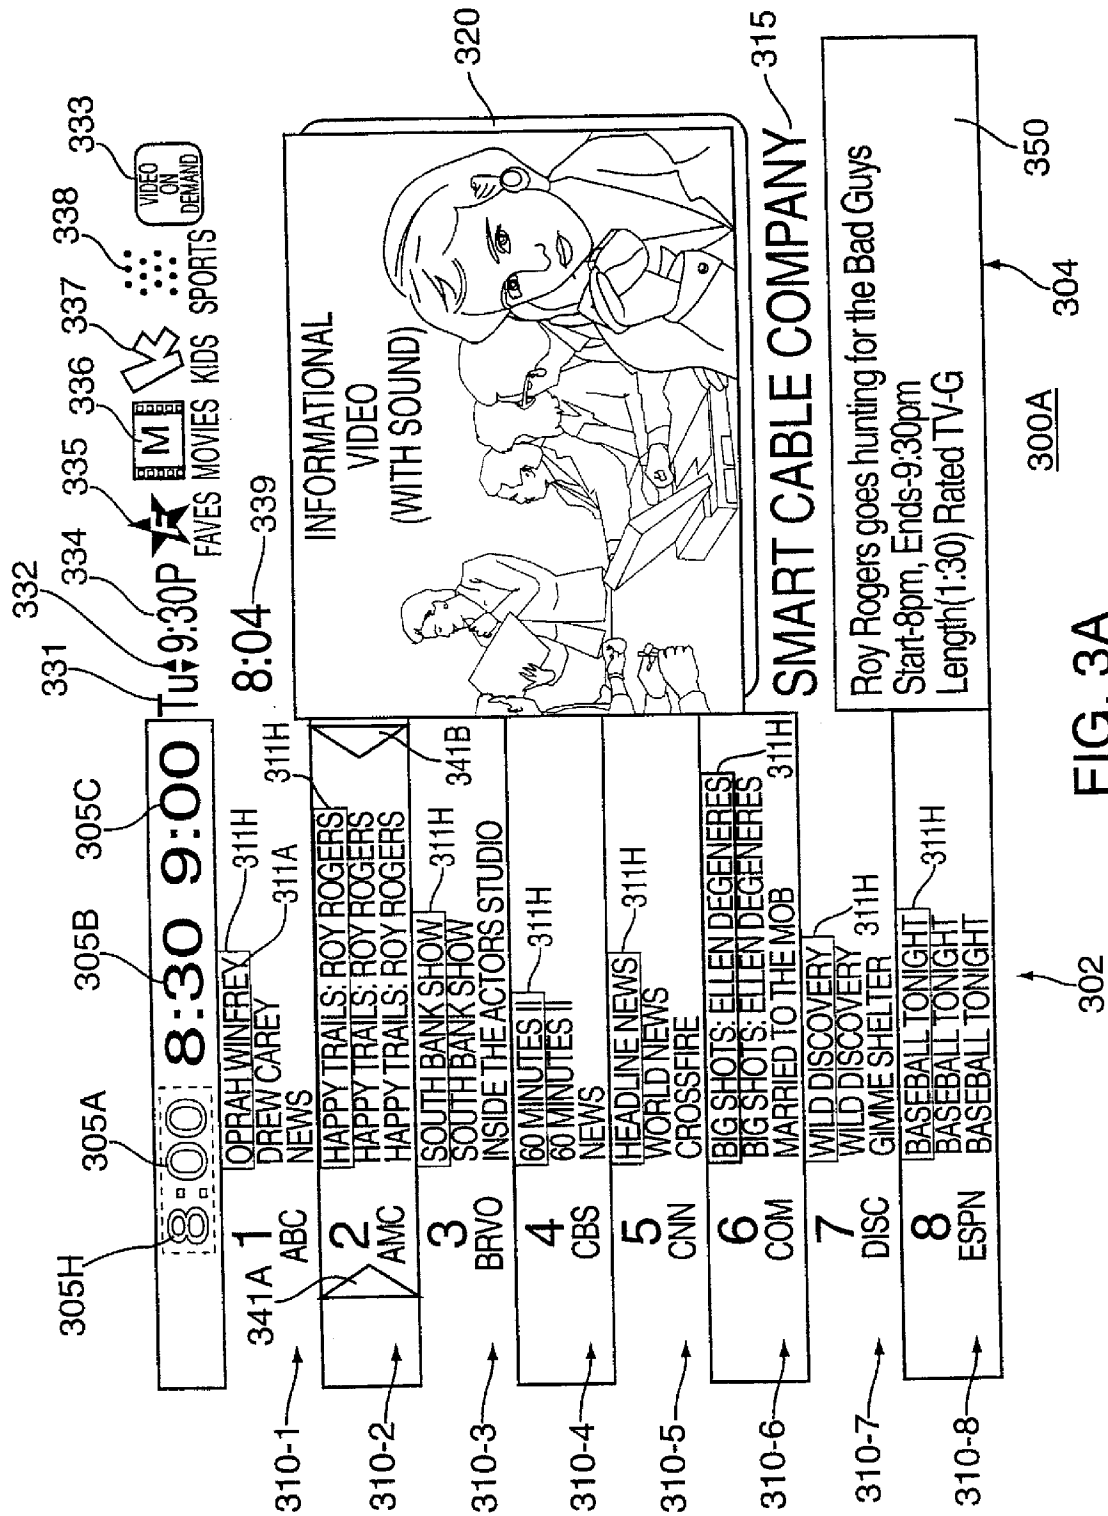 305H
305A
305B
305C
331
332
334
335
336
337
338
333
8:00 8:30 9:00
Tu 9:30P
F
M
VIDEO
ON
DEMAND
FAVES MOVIES KIDS SPORTS
8:04
339
310-1
341A
1
ABC
OPRAH WINFREY
DREW CAREY
NEWS
311H
311A
310-2
2
AMC
HAPPY TRAILS: ROY ROGERS
HAPPY TRAILS: ROY ROGERS
HAPPY TRAILS: ROY ROGERS
311H
341B
310-3
3
BRVO
SOUTH BANK SHOW
SOUTH BANK SHOW
INSIDE THE ACTORS STUDIO
311H
310-4
4
CBS
60 MINUTES II
60 MINUTES II
NEWS
311H
310-5
5
CNN
HEADLINE NEWS
WORLD NEWS
CROSSFIRE
311H
310-6
6
COM
BIG SHOTS: ELLEN DEGENERES
BIG SHOTS: ELLEN DEGENERES
MARRIED TO THE MOB
311H
310-7
7
DISC
WILD DISCOVERY
WILD DISCOVERY
GIMME SHELTER
311H
310-8
8
ESPN
BASEBALL TONIGHT
BASEBALL TONIGHT
BASEBALL TONIGHT
311H
INFORMATIONAL
VIDEO
(WITH SOUND)
320
SMART CABLE COMPANY
315
Roy Rogers goes hunting for the Bad Guys
Start-8pm, Ends-9:30pm
Length(1:30) Rated TV-G
350
302
304
300A
FIG. 3A